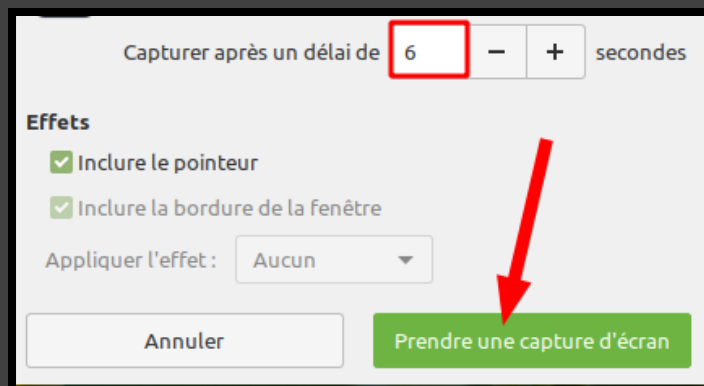 Capturer après un délai de 6 − + secondes
Effets
Inclure le pointeur
Inclure la bordure de la fenêtre
Appliquer l'effet : Aucun
Annuler Prendre une capture d'écran